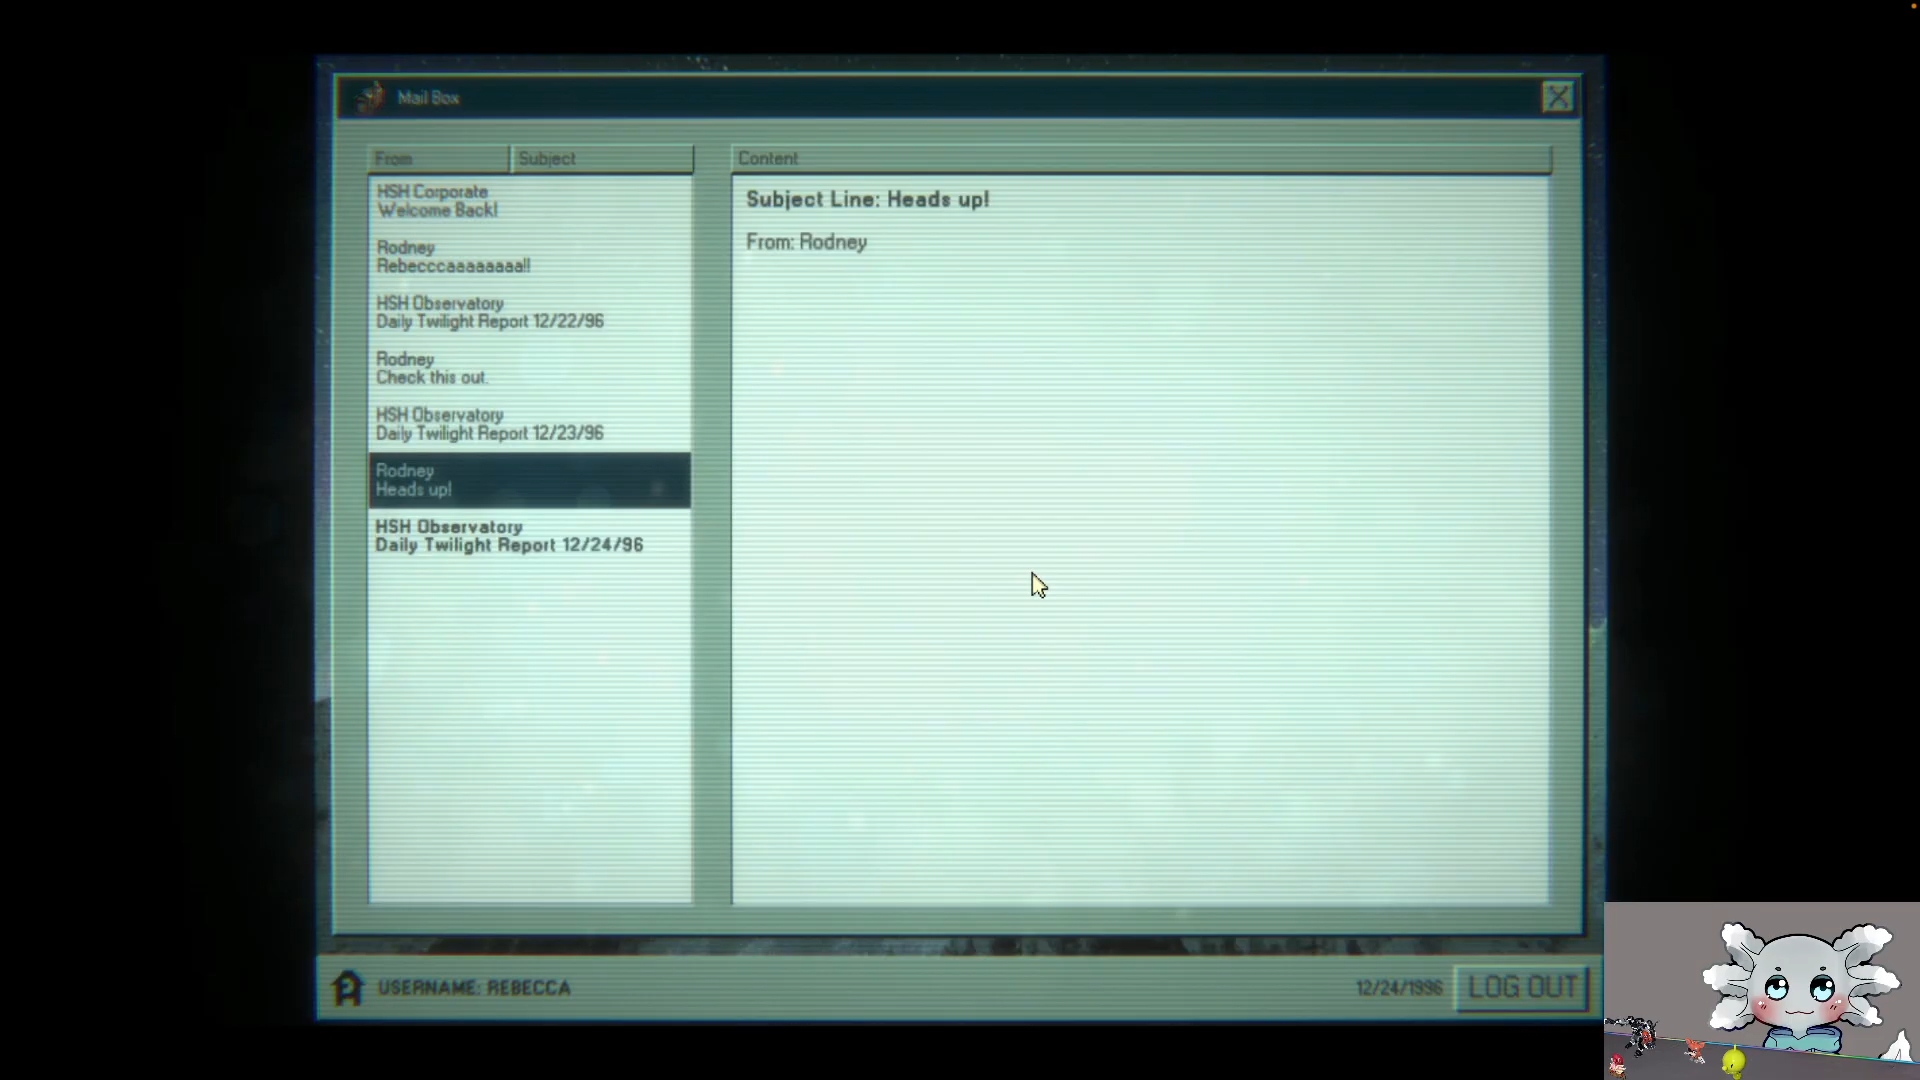 Mail Box
From
Subject
Content
HSH Corporate
Welcome Back!
Rodney
Rebecccaaaaaaaa!!
HSH Observatory
Daily Twilight Report 12/22/96
Rodney
Check this out.
HSH Observatory
Daily Twilight Report 12/23/96
Rodney
Heads up!
HSH Observatory
Daily Twilight Report 12/24/96
Subject Line: Heads up!
From: Rodney
USERNAME: REBECCA
12/24/1996
LOG OUT